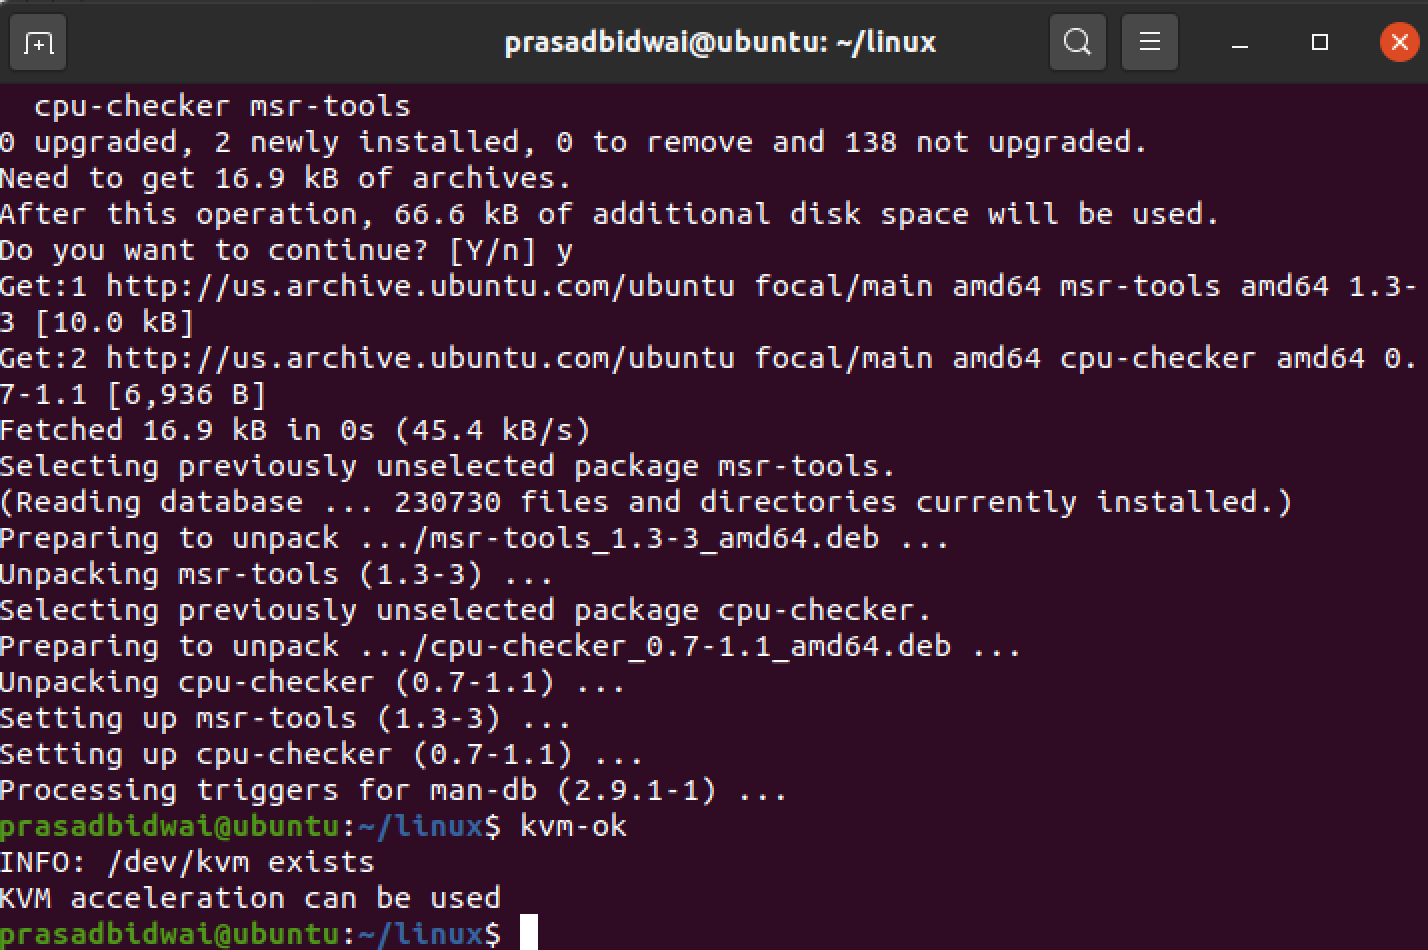 prasadbidwai@ubuntu: ~/linux
  cpu-checker msr-tools
0 upgraded, 2 newly installed, 0 to remove and 138 not upgraded.
Need to get 16.9 kB of archives.
After this operation, 66.6 kB of additional disk space will be used.
Do you want to continue? [Y/n] y
Get:1 http://us.archive.ubuntu.com/ubuntu focal/main amd64 msr-tools amd64 1.3-
3 [10.0 kB]
Get:2 http://us.archive.ubuntu.com/ubuntu focal/main amd64 cpu-checker amd64 0.
7-1.1 [6,936 B]
Fetched 16.9 kB in 0s (45.4 kB/s)
Selecting previously unselected package msr-tools.
(Reading database ... 230730 files and directories currently installed.)
Preparing to unpack .../msr-tools_1.3-3_amd64.deb ...
Unpacking msr-tools (1.3-3) ...
Selecting previously unselected package cpu-checker.
Preparing to unpack .../cpu-checker_0.7-1.1_amd64.deb ...
Unpacking cpu-checker (0.7-1.1) ...
Setting up msr-tools (1.3-3) ...
Setting up cpu-checker (0.7-1.1) ...
Processing triggers for man-db (2.9.1-1) ...
prasadbidwai@ubuntu:~/linux$ kvm-ok
INFO: /dev/kvm exists
KVM acceleration can be used
prasadbidwai@ubuntu:~/linux$